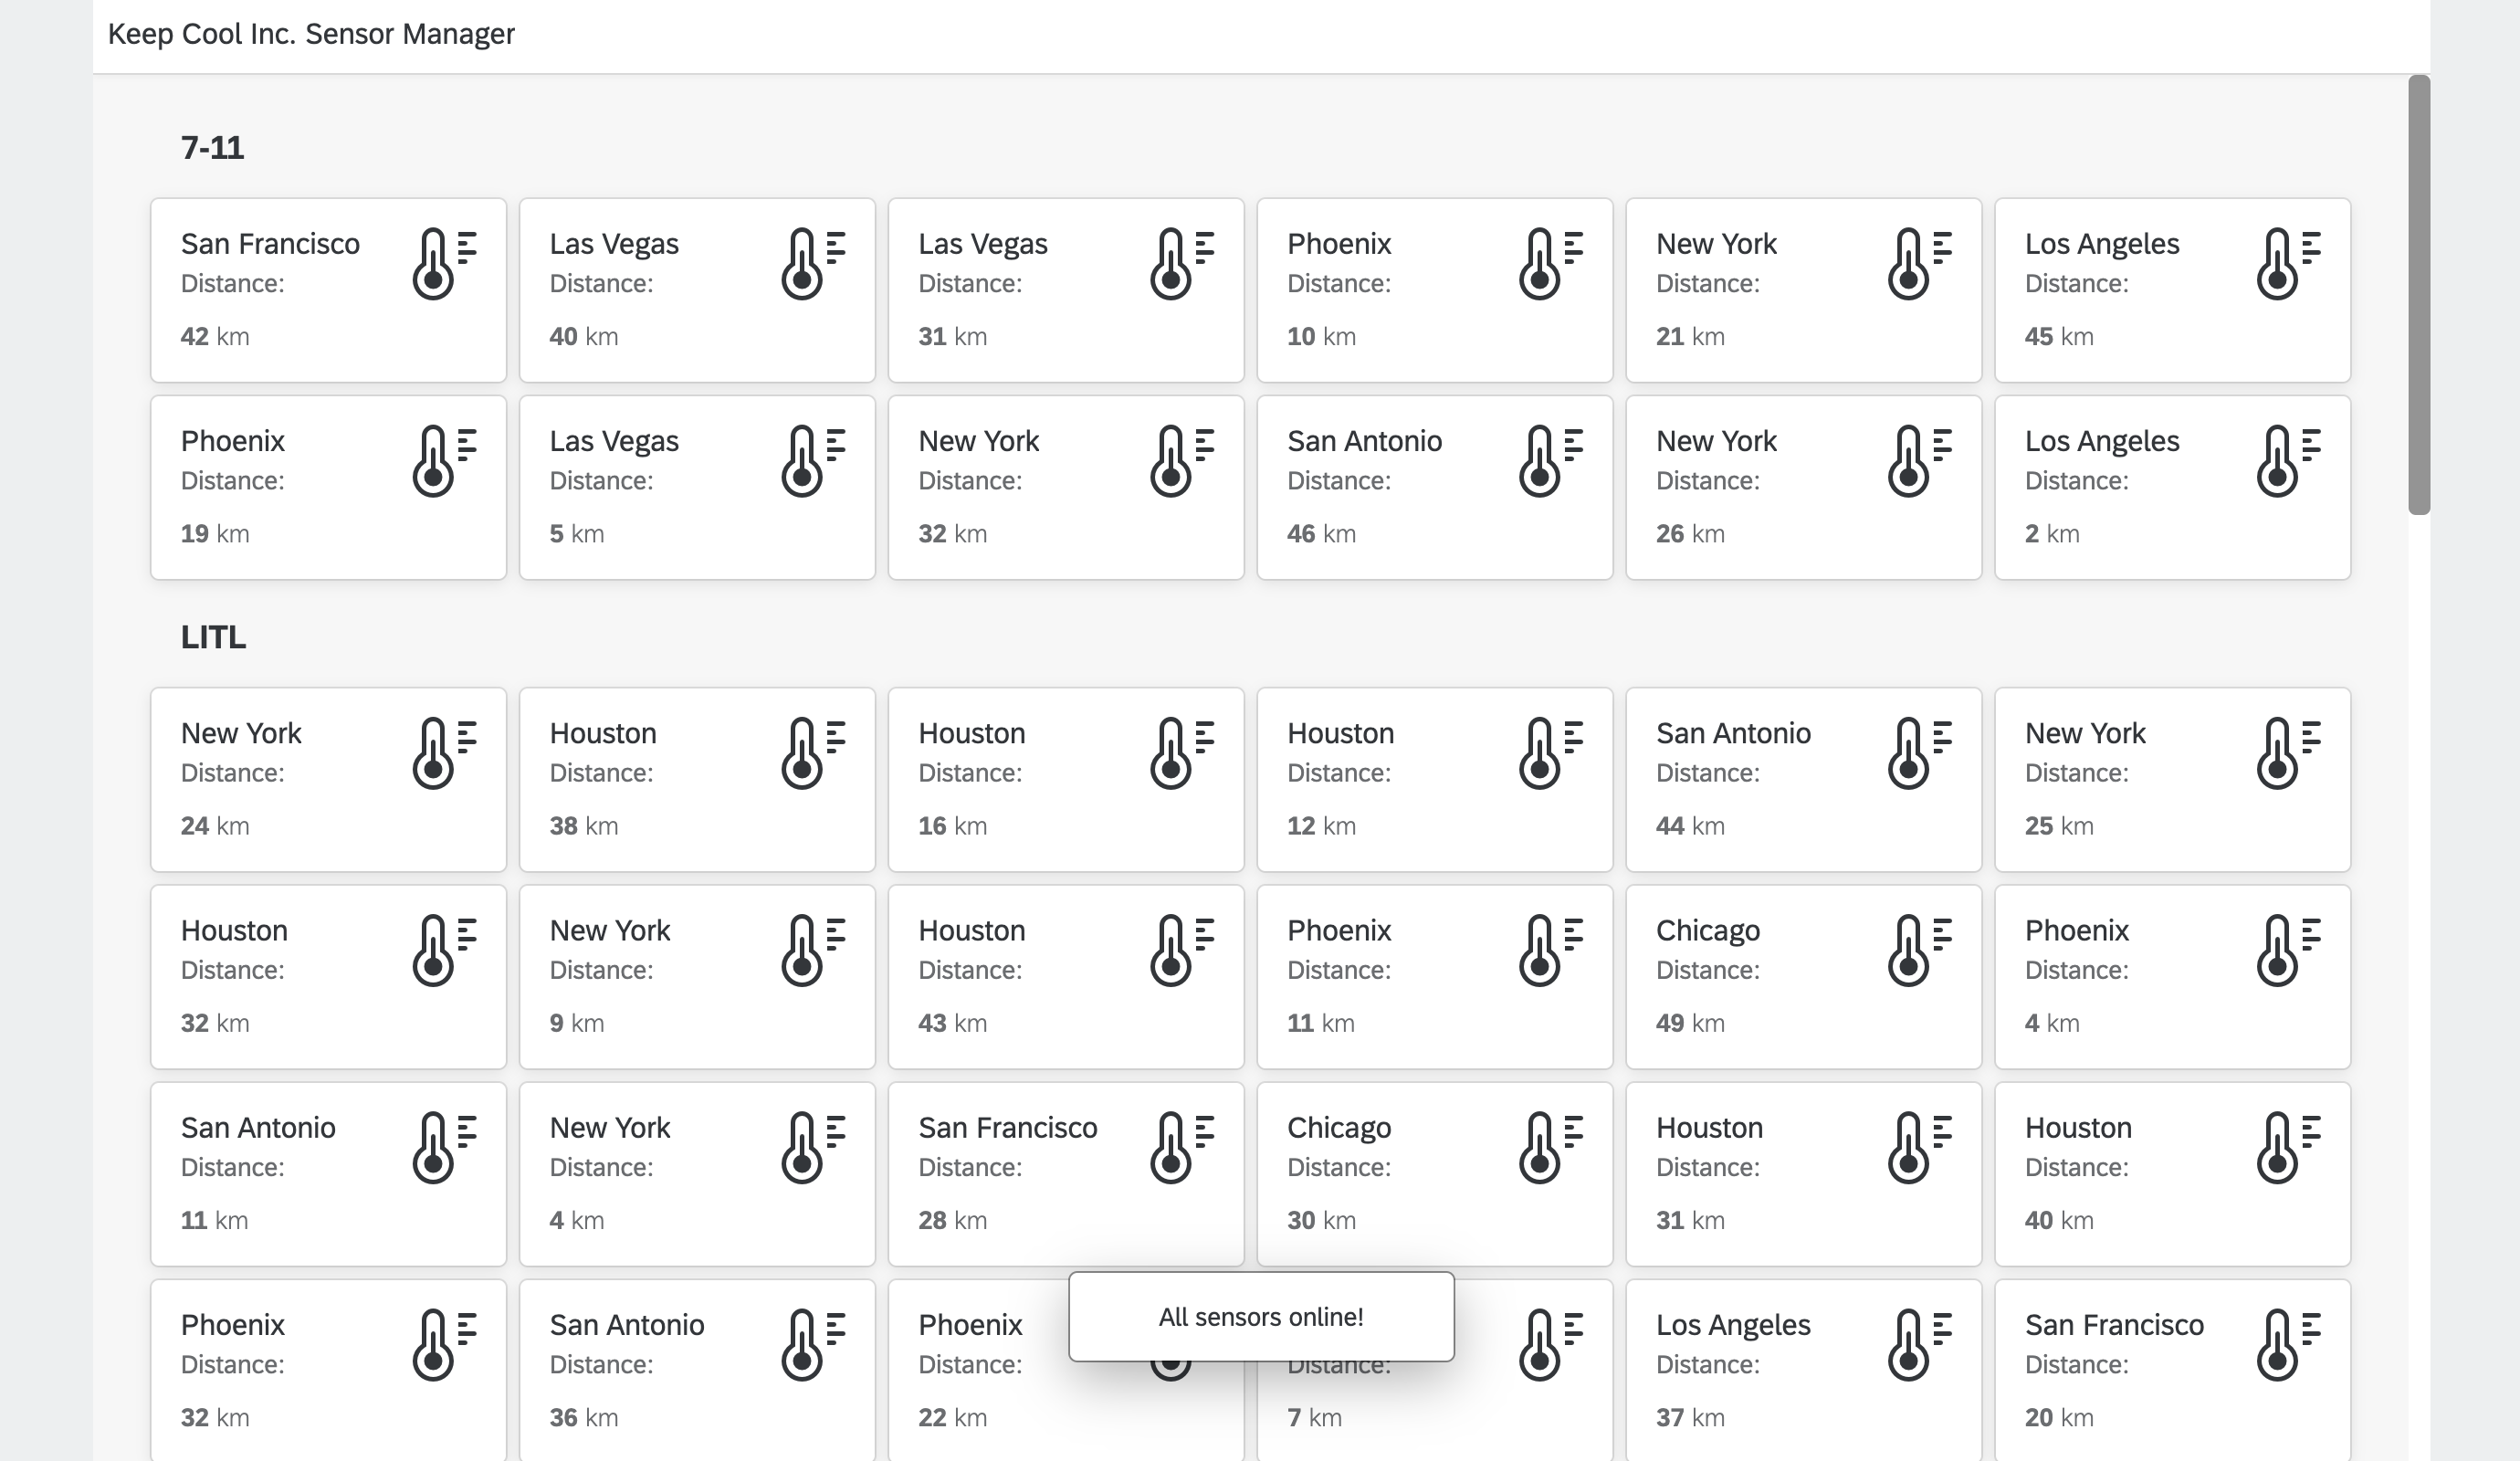 Keep Cool Inc. Sensor Manager
7-11
San Francisco
Distance:
42 km
Las Vegas
Distance:
40 km
Las Vegas
Distance:
31 km
Phoenix
Distance:
10 km
New York
Distance:
21 km
Los Angeles
Distance:
45 km
Phoenix
Distance:
19 km
Las Vegas
Distance:
5 km
New York
Distance:
32 km
San Antonio
Distance:
46 km
New York
Distance:
26 km
Los Angeles
Distance:
2 km
LITL
New York
Distance:
24 km
Houston
Distance:
38 km
Houston
Distance:
16 km
Houston
Distance:
12 km
San Antonio
Distance:
44 km
New York
Distance:
25 km
Houston
Distance:
32 km
New York
Distance:
9 km
Houston
Distance:
43 km
Phoenix
Distance:
11 km
Chicago
Distance:
49 km
Phoenix
Distance:
4 km
San Antonio
Distance:
11 km
New York
Distance:
4 km
San Francisco
Distance:
28 km
Chicago
Distance:
30 km
Houston
Distance:
31 km
Houston
Distance:
40 km
Phoenix
Distance:
32 km
San Antonio
Distance:
36 km
Phoenix
Distance:
22 km
All sensors online!
Distance:
7 km
Los Angeles
Distance:
37 km
San Francisco
Distance:
20 km